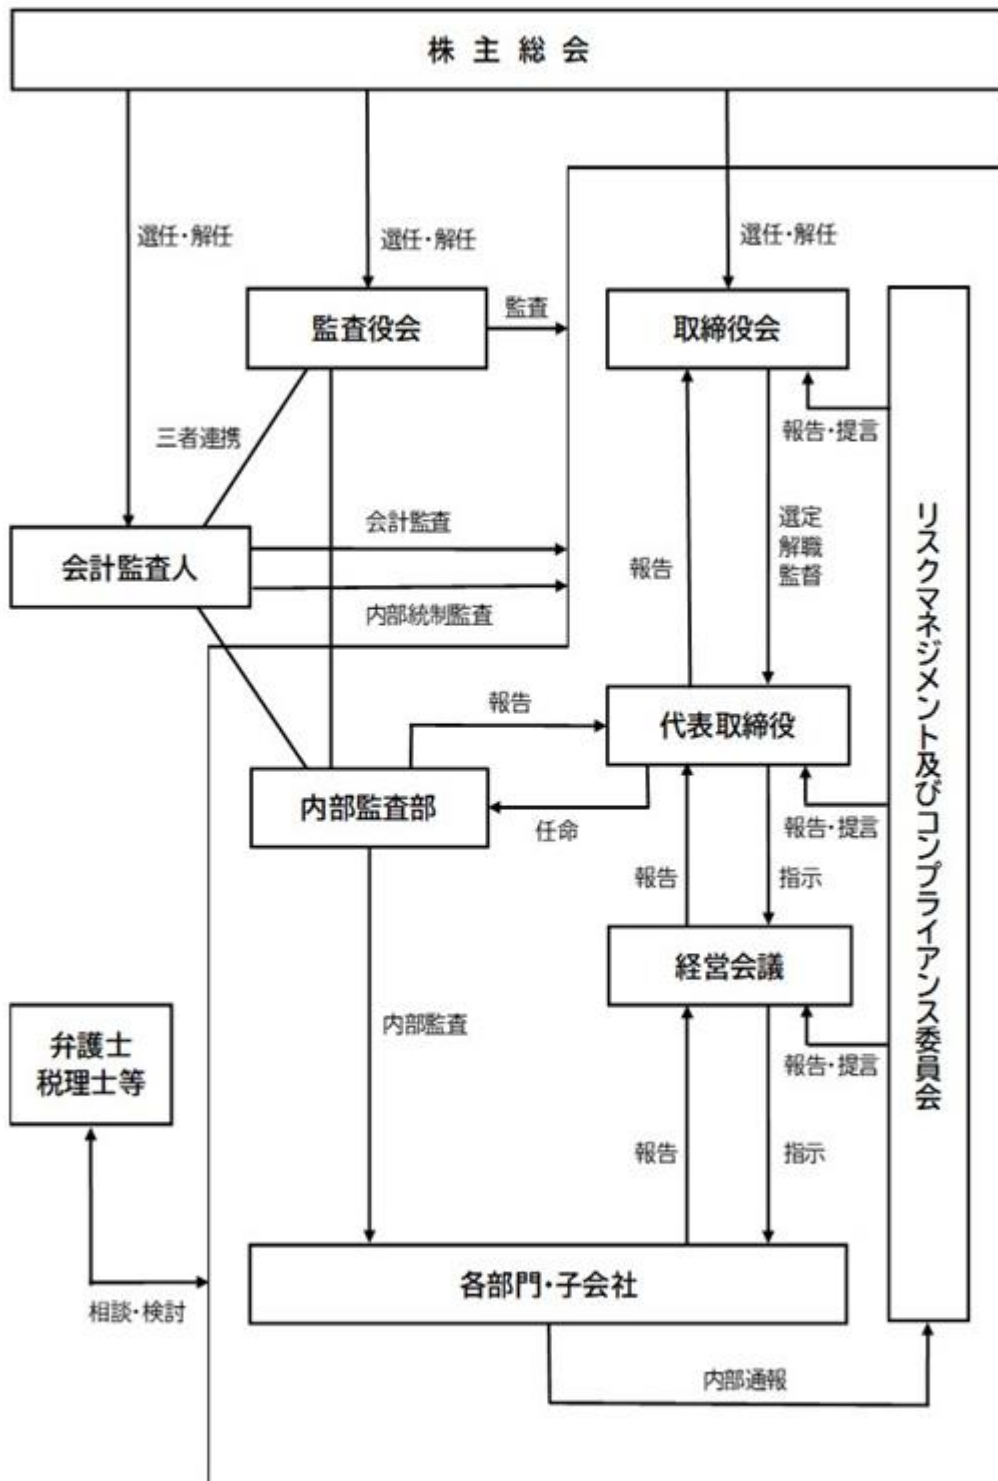 株主総会
選任・解任
選任・解任
選任・解任
監査役会
監査
取締役会
三者連携
報告・提言
会計監査
選定
解職
監督
会計監査人
報告
内部統制監査
リスクマネジメント及びコンプライアンス委員会
報告
代表取締役
内部監査部
任命
報告・提言
報告
指示
経営会議
内部監査
弁護士
税理士等
報告・提言
報告
指示
各部門・子会社
相談・検討
内部通報